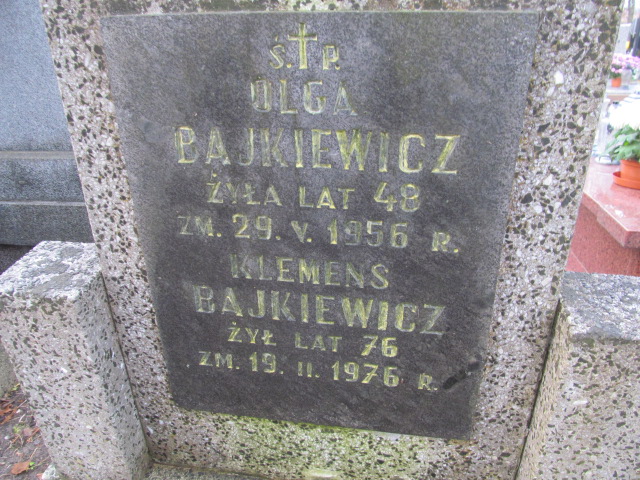 Ś.†P.
OLGA
BAJKIEWICZ
ŻYŁA LAT 48
ZM. 29. V. 1956 R.
KLEMENS
BAJKIEWICZ
ŻYŁ LAT 76
ZM. 19. II. 1976 R.